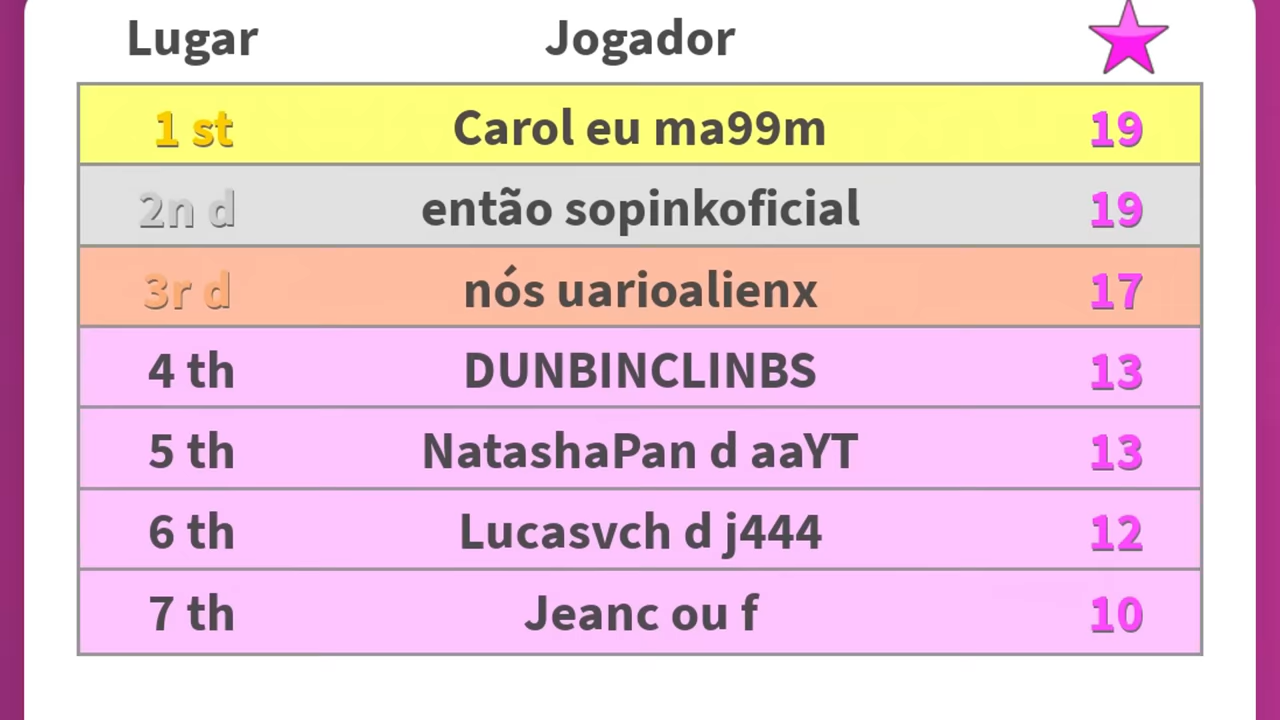 Lugar Jogador
1 st Carol eu ma99m 19
2n d então sopinkoficial 19
3r d nós uarioalienx 17
4 th DUNBINCLINBS 13
5 th NatashaPan d aaYT 13
6 th Lucasvch d j444 12
7 th Jeanc ou f 10